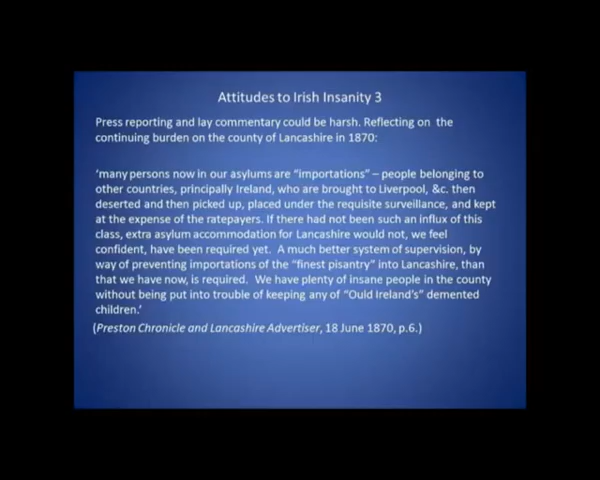 Attitudes to Irish Insanity 3
Press reporting and lay commentary could be harsh. Reflecting on the
continuing burden on the county of Lancashire in 1870:
‘many persons now in our asylums are “importations” – people belonging to
other countries, principally Ireland, who are brought to Liverpool, &c. then
deserted and then picked up, placed under the requisite surveillance, and kept
at the expense of the ratepayers. If there had not been such an influx of this
class, extra asylum accommodation for Lancashire would not, we feel
confident, have been required yet. A much better system of supervision, by
way of preventing importations of the “finest pisantry” into Lancashire, than
that we have now, is required. We have plenty of insane people in the county
without being put into trouble of keeping any of “Ould Ireland’s” demented
children.’
(Preston Chronicle and Lancashire Advertiser, 18 June 1870, p.6.)